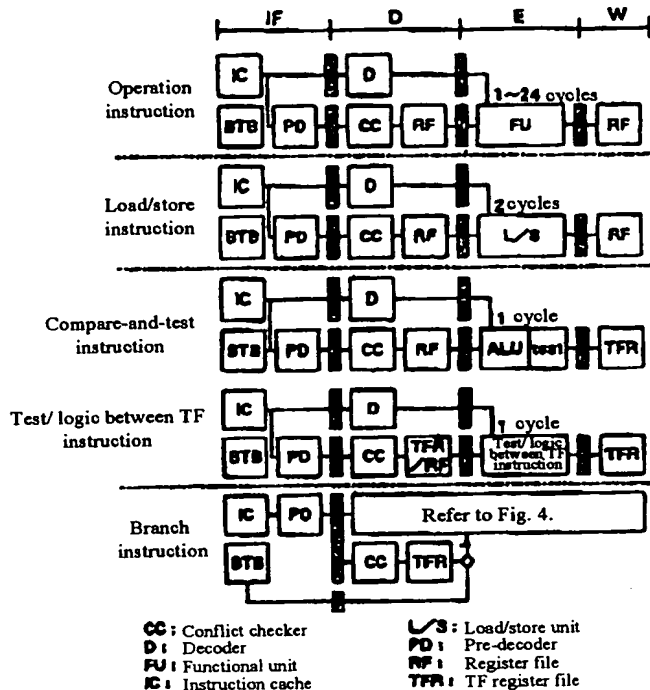 IF D E W
IC D
Operation
instruction
1~24 cycles
BTB PD CC RF FU RF
IC D
Load/store
instruction
2 cycles
BTB PD CC RF L/S RF
IC D
Compare-and-test
instruction
1 cycle
BTB PD CC RF ALU test TFR
IC D
Test/ logic between TF
instruction
1 cycle
BTB PD CC TFR/RF Test/logic between TF instruction TFR
IC PD Refer to Fig. 4.
Branch
instruction
BTB CC TFR
CC : Conflict checker
D : Decoder
FU : Functional unit
IC : Instruction cache
L/S : Load/store unit
PD : Pre-decoder
RF : Register file
TFR : TF register file